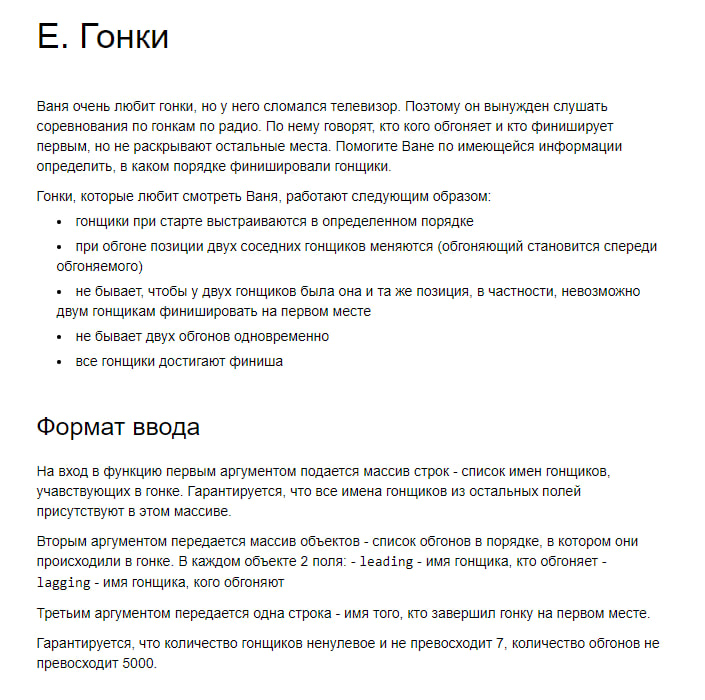 Е. Гонки
Ваня очень любит гонки, но у него сломался телевизор. Поэтому он вынужден слушать
соревнования по гонкам по радио. По нему говорят, кто кого обгоняет и кто финиширует
первым, но не раскрывают остальные места. Помогите Ване по имеющейся информации
определить, в каком порядке финишировали гонщики.
Гонки, которые любит смотреть Ваня, работают следующим образом:
• гонщики при старте выстраиваются в определенном порядке
• при обгоне позиции двух соседних гонщиков меняются (обгоняющий становится спереди
обгоняемого)
• не бывает, чтобы у двух гонщиков была она и та же позиция, в частности, невозможно
двум гонщикам финишировать на первом месте
• не бывает двух обгонов одновременно
• все гонщики достигают финиша
Формат ввода
На вход в функцию первым аргументом подается массив строк - список имен гонщиков,
учавствующих в гонке. Гарантируется, что все имена гонщиков из остальных полей
присутствуют в этом массиве.
Вторым аргументом передается массив объектов - список обгонов в порядке, в котором они
происходили в гонке. В каждом объекте 2 поля: - leading - имя гонщика, кто обгоняет -
lagging - имя гонщика, кого обгоняют
Третьим аргументом передается одна строка - имя того, кто завершил гонку на первом месте.
Гарантируется, что количество гонщиков ненулевое и не превосходит 7, количество обгонов не
превосходит 5000.